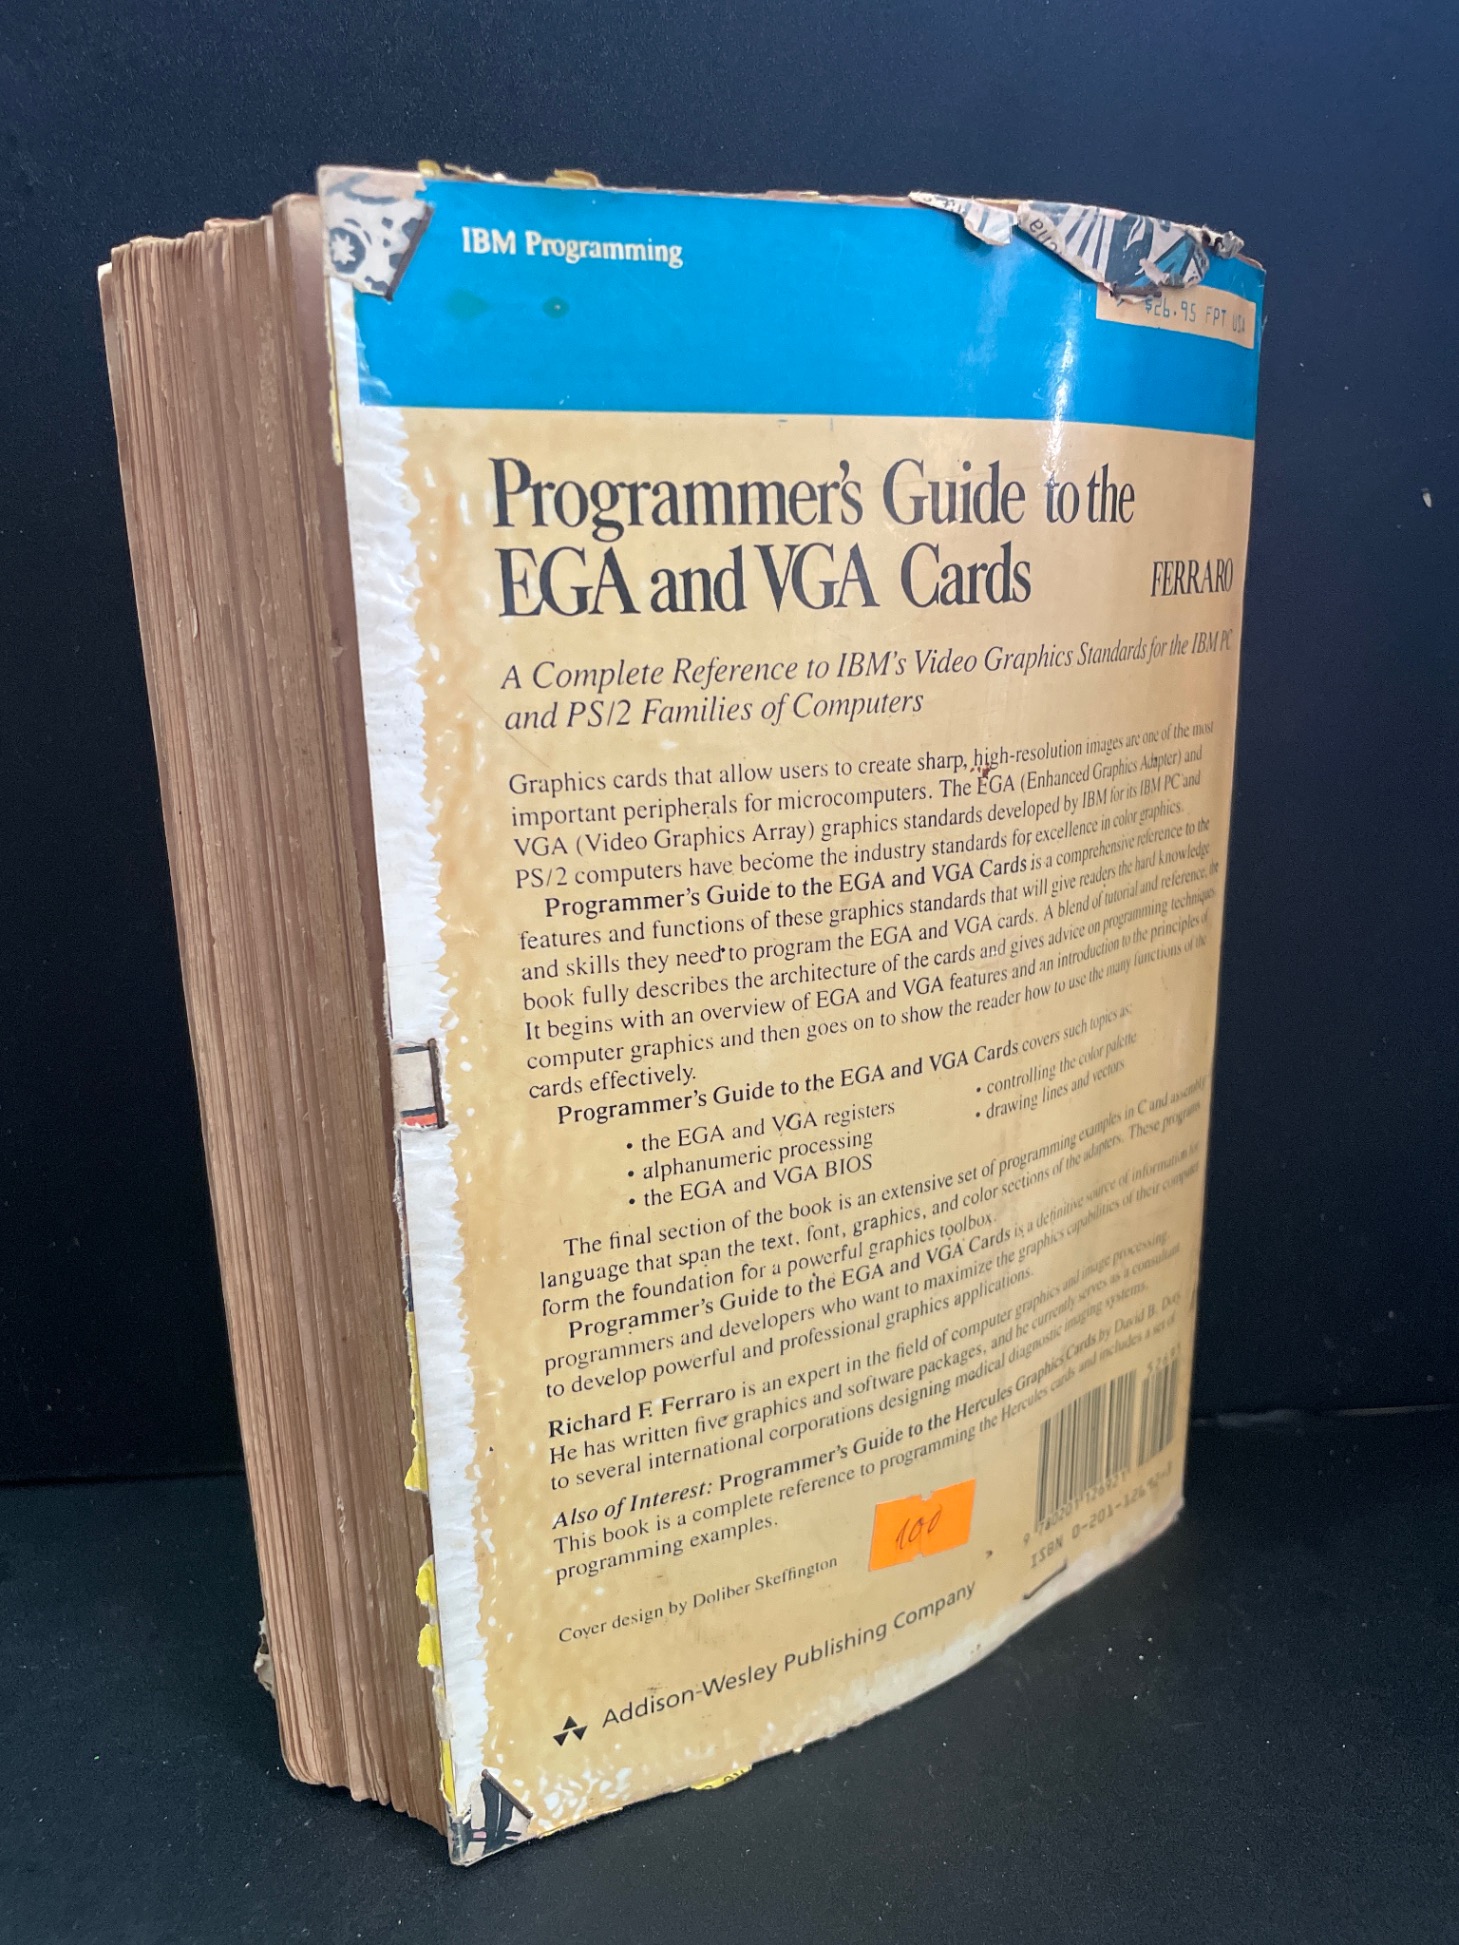 IBM Programming
$26.95 FPT USA
Programmer's Guide to the
EGA and VGA Cards
FERRARO
A Complete Reference to IBM's Video Graphics Standards for the IBM PC
and PS/2 Families of Computers
Graphics cards that allow users to create sharp, high-resolution images are one of the most
important peripherals for microcomputers. The EGA (Enhanced Graphics Adapter) and
VGA (Video Graphics Array) graphics standards developed by IBM for its IBM PC and
PS/2 computers have become the industry standards for excellence in color graphics.
Programmer's Guide to the EGA and VGA Cards is a comprehensive reference to the
features and functions of these graphics standards that will give readers the hard knowledge
and skills they need to program the EGA and VGA cards. A blend of tutorial and reference, the
book fully describes the architecture of the cards and gives advice on programming techniques.
It begins with an overview of EGA and VGA features and an introduction to the principles of
computer graphics and then goes on to show the reader how to use the many functions of the
cards effectively.
Programmer's Guide to the EGA and VGA Cards covers such topics as:
• the EGA and VGA registers
• alphanumeric processing
• the EGA and VGA BIOS
• controlling the color palette
• drawing lines and vectors
The final section of the book is an extensive set of programming examples in C and assembly
language that span the text, font, graphics, and color sections of the adapters. These programs
form the foundation for a powerful graphics toolbox.
Programmer's Guide to the EGA and VGA Cards is a definitive source of information for
programmers and developers who want to maximize the graphics capabilities of their computer
to develop powerful and professional graphics applications.
Richard F. Ferraro is an expert in the field of computer graphics and image processing.
He has written five graphics and software packages, and he currently serves as a consultant
to several international corporations designing medical diagnostic imaging systems.
Also of Interest: Programmer's Guide to the Hercules Graphics Cards by David B. Doty
This book is a complete reference to programming the Hercules cards and includes a set of
programming examples.
100
Cover design by Doliber Skeffington
ISBN 0-201-12692-3
Addison-Wesley Publishing Company